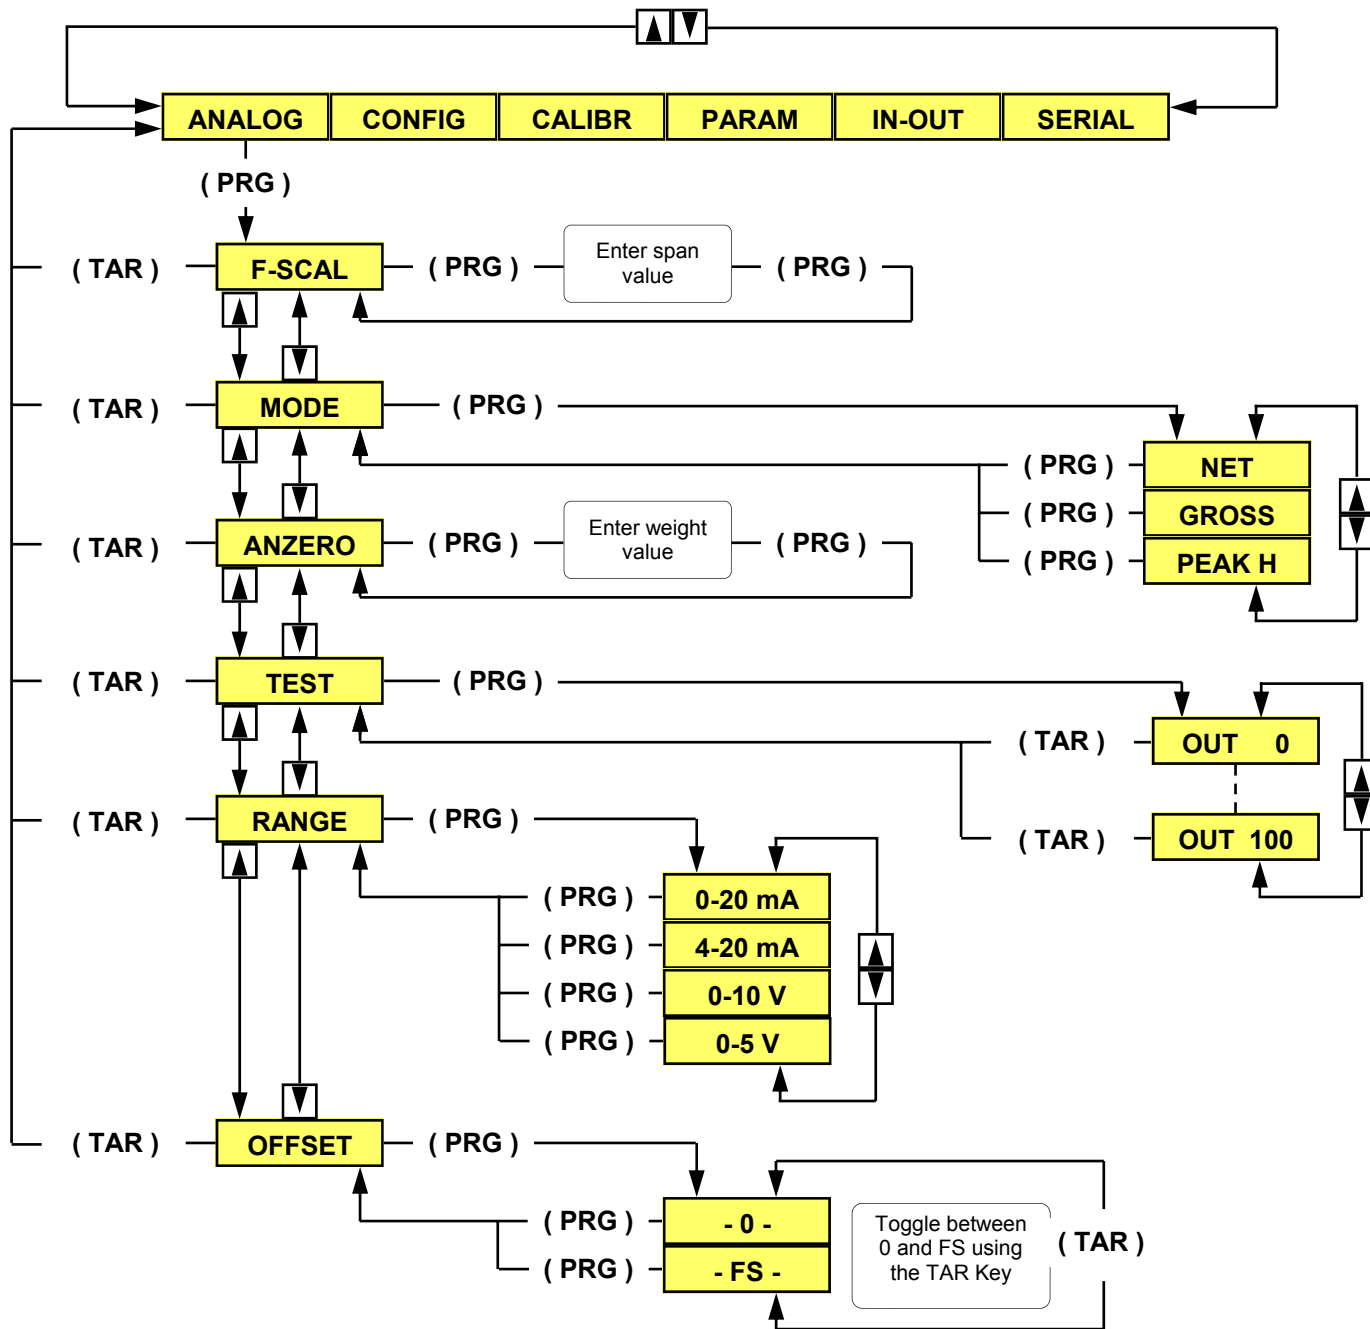 ANALOG CONFIG CALIBR PARAM IN-OUT SERIAL
( PRG )
( TAR ) F-SCAL ( PRG ) Enter span ( PRG )
value
( TAR ) MODE ( PRG )
( PRG ) NET
( PRG ) GROSS
( PRG ) PEAK H
( TAR ) ANZERO ( PRG ) Enter weight ( PRG )
value
( TAR ) TEST ( PRG )
( TAR ) OUT 0
( TAR ) OUT 100
( TAR ) RANGE ( PRG )
( PRG ) 0-20 mA
( PRG ) 4-20 mA
( PRG ) 0-10 V
( PRG ) 0-5 V
( TAR ) OFFSET ( PRG )
( PRG ) - 0 -
( PRG ) - FS -
Toggle between
0 and FS using
the TAR Key
( TAR )